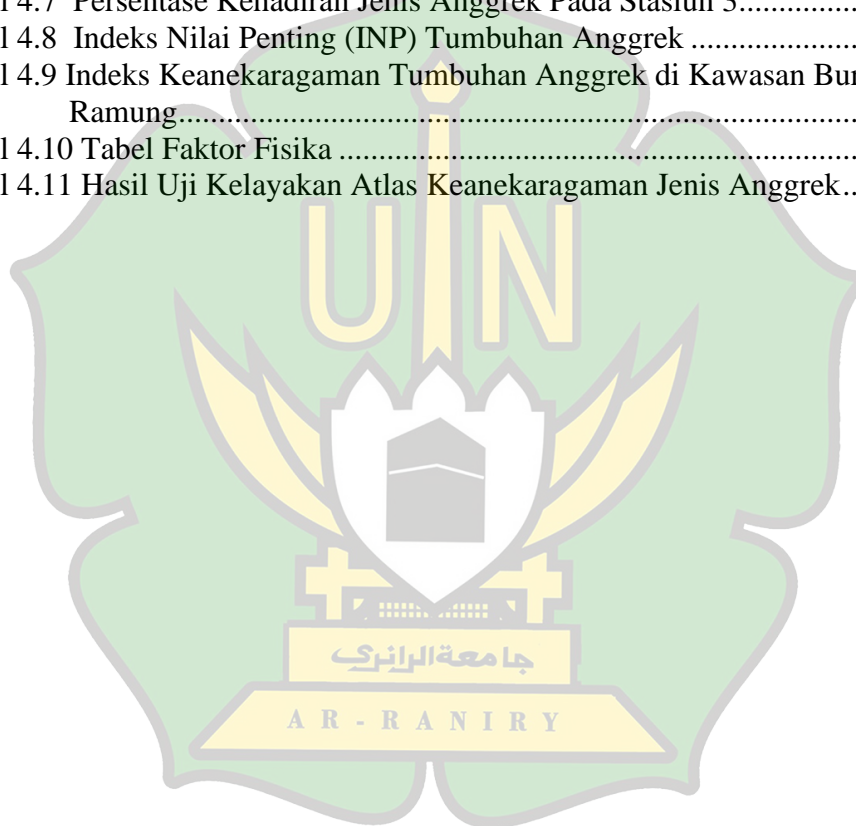 l 4.7 Persentase Kehadiran Jenis Anggrek Pada Stasiun 3
l 4.8 Indeks Nilai Penting (INP) Tumbuhan Anggrek
l 4.9 Indeks Keanekaragaman Tumbuhan Anggrek di Kawasan Bur
Ramung
l 4.10 Tabel Faktor Fisika
l 4.11 Hasil Uji Kelayakan Atlas Keanekaragaman Jenis Anggrek
UIN
جامعةالرانري
AR-RANIRY